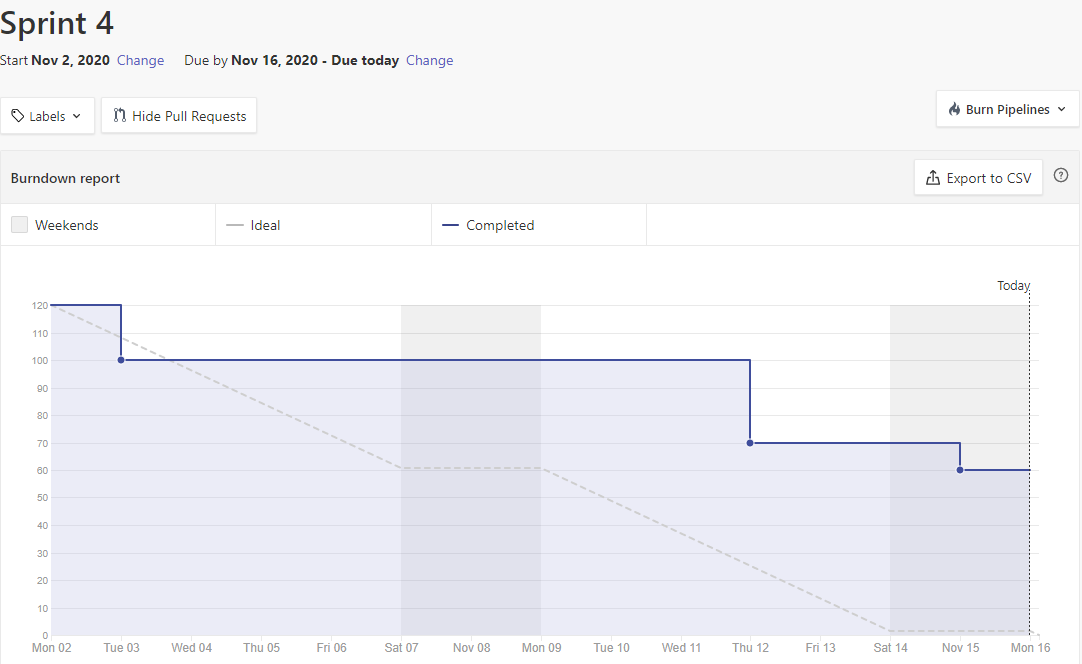 Sprint 4
Start Nov 2, 2020 Change Due by Nov 16, 2020 - Due today Change
Labels Hide Pull Requests Burn Pipelines
Burndown report Export to CSV ?
Weekends Ideal Completed
Today
120
110
100
90
80
70
60
50
40
30
20
10
0
Mon 02 Tue 03 Wed 04 Thu 05 Fri 06 Sat 07 Nov 08 Mon 09 Tue 10 Wed 11 Thu 12 Fri 13 Sat 14 Nov 15 Mon 16